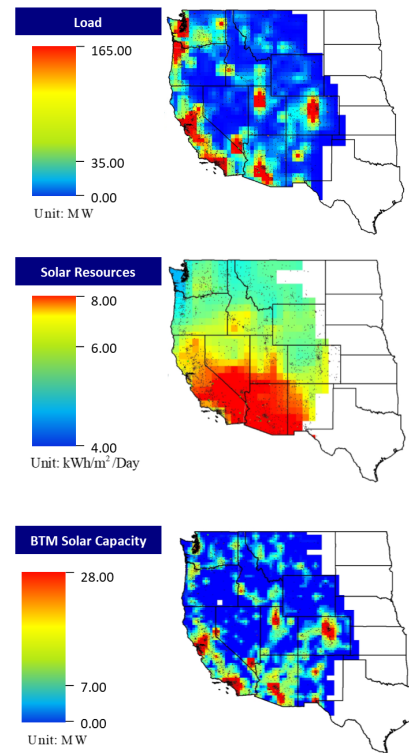 Load
165.00
35.00
0.00
Unit: MW
Solar Resources
8.00
6.00
4.00
Unit: kWh/m²/Day
BTM Solar Capacity
28.00
7.00
0.00
Unit: MW